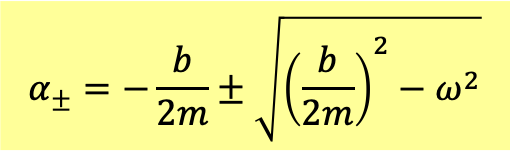 α± = − b/2m ± √((b/2m)² − ω²)